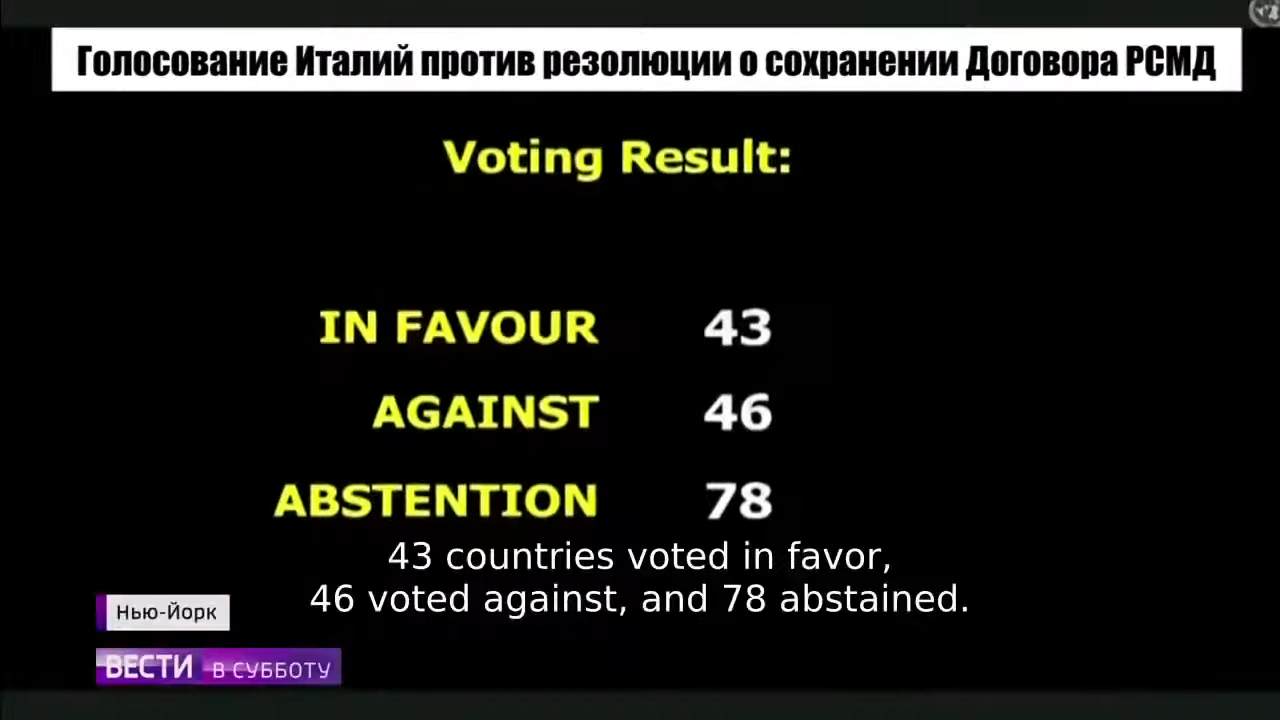 Голосование Италий против резолюции о сохранении Договора РСМД
Voting Result:
IN FAVOUR 43
AGAINST 46
ABSTENTION 78
43 countries voted in favor,
46 voted against, and 78 abstained.
Нью-Йорк
ВЕСТИ В СУББОТУ